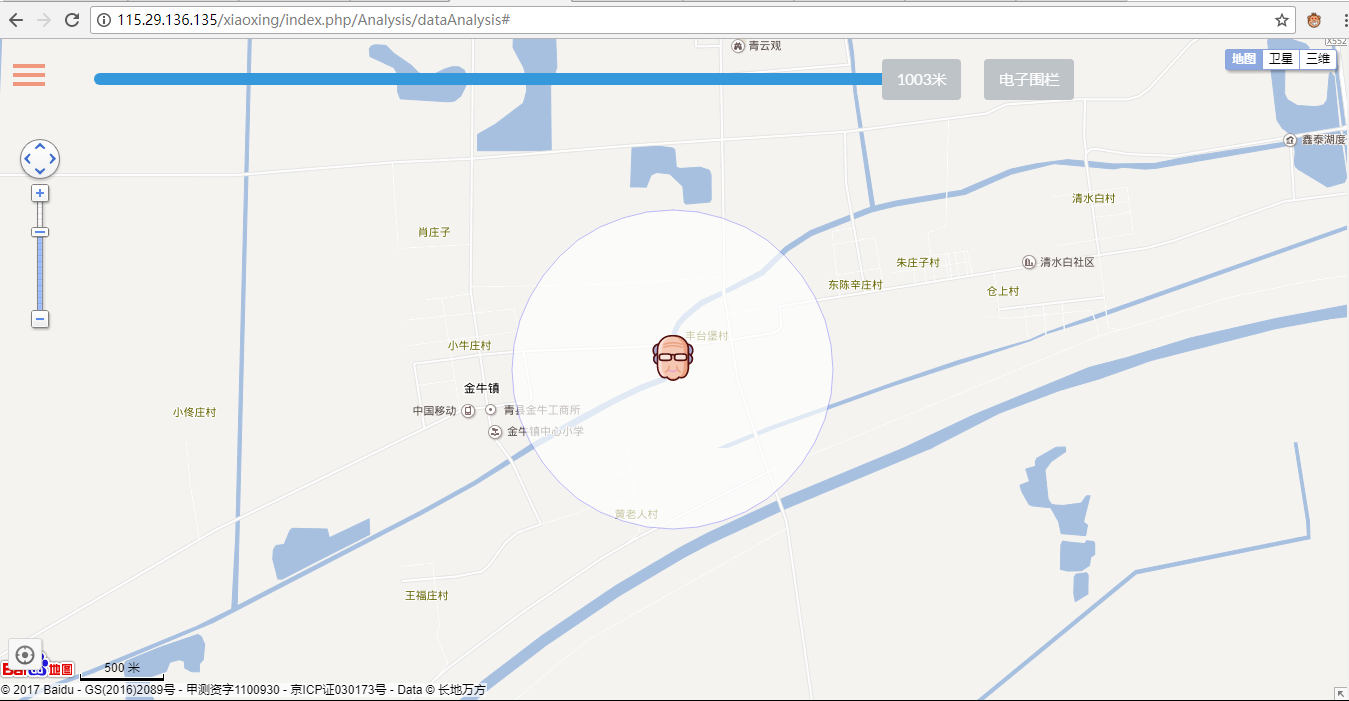 115.29.136.135/xiaoxing/index.php/Analysis/dataAnalysis#
青云观
X552
地图 卫星 三维
1003米 电子围栏
鑫泰湖度
清水白村
肖庄子
朱庄子村
清水白社区
东陈辛庄村
仓上村
丰台堡村
小牛庄村
金牛镇
中国移动
青县金牛工商所
小佟庄村
金牛镇中心小学
黄老人村
王福庄村
500 米
Bai 地图
© 2017 Baidu - GS(2016)2089号 - 甲测资字1100930 - 京ICP证030173号 - Data © 长地万方